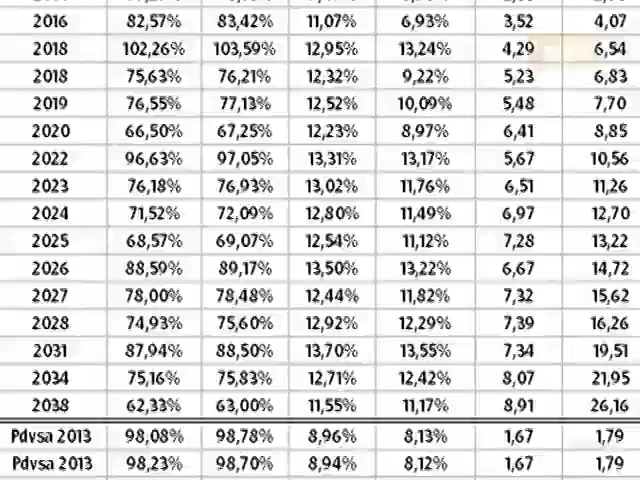 2016 82,57% 83,42% 11,07% 6,93% 3,52 4,07
2018 102,26% 103,59% 12,95% 13,24% 4,29 6,54
2018 75,63% 76,21% 12,32% 9,22% 5,23 6,83
2019 76,55% 77,13% 12,52% 10,09% 5,48 7,70
2020 66,50% 67,25% 12,23% 8,97% 6,41 8,85
2022 96,63% 97,05% 13,31% 13,17% 5,67 10,56
2023 76,18% 76,93% 13,02% 11,76% 6,51 11,26
2024 71,52% 72,09% 12,80% 11,49% 6,97 12,70
2025 68,57% 69,07% 12,54% 11,12% 7,28 13,22
2026 88,59% 89,17% 13,50% 13,22% 6,67 14,72
2027 78,00% 78,48% 12,44% 11,82% 7,32 15,62
2028 74,93% 75,60% 12,92% 12,29% 7,39 16,26
2031 87,94% 88,50% 13,70% 13,55% 7,34 19,51
2034 75,16% 75,83% 12,71% 12,42% 8,07 21,95
2038 62,33% 63,00% 11,55% 11,17% 8,91 26,16
Pdvsa 2013 98,08% 98,78% 8,96% 8,13% 1,67 1,79
Pdvsa 2013 98,23% 98,70% 8,94% 8,12% 1,67 1,79